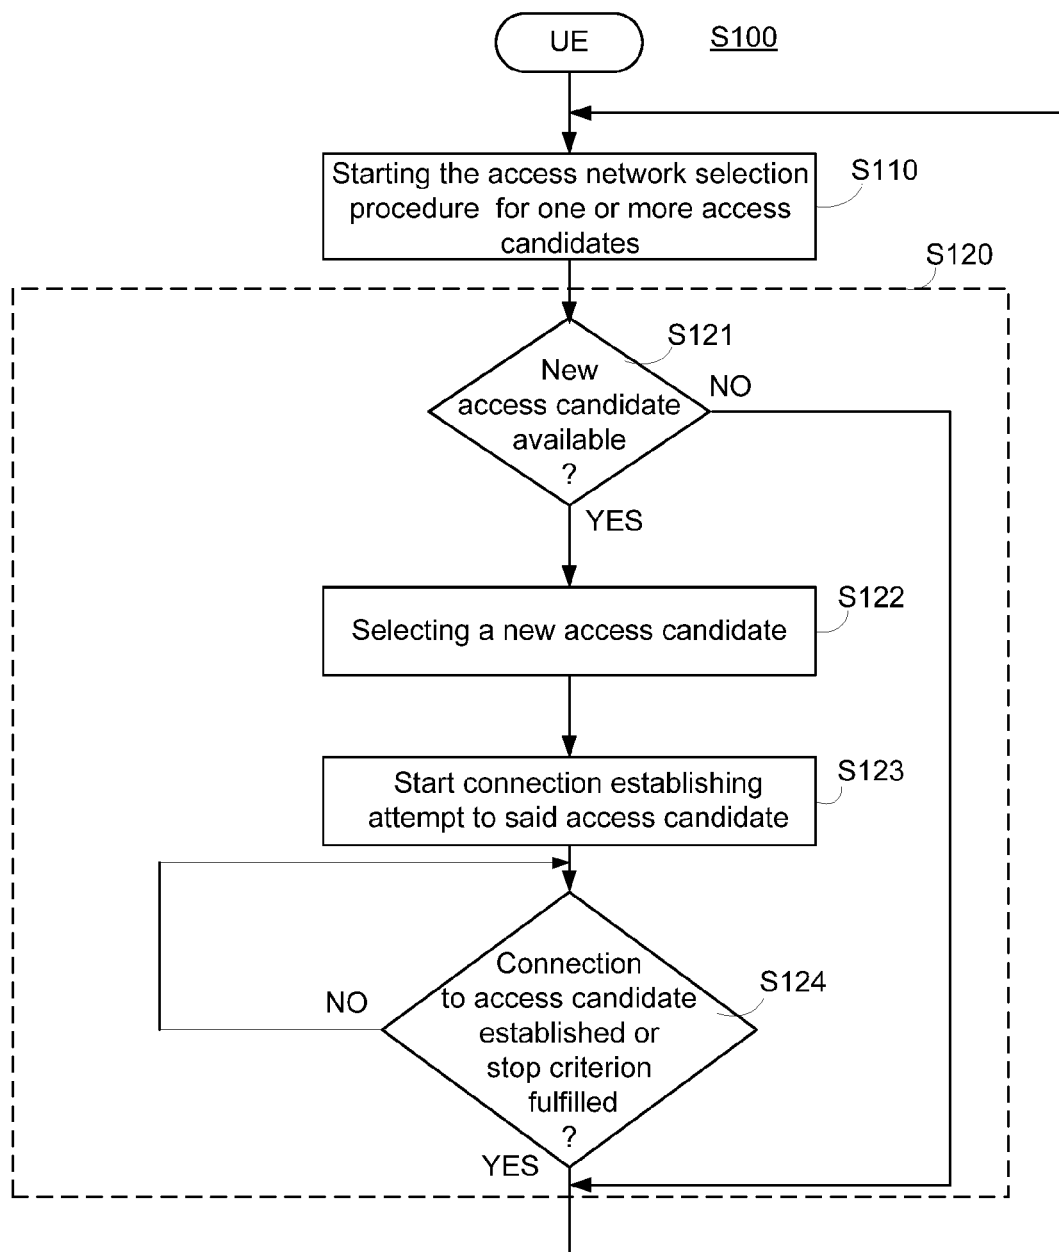 UE
S100
Starting the access network selection
procedure for one or more access
candidates
S110
S120
S121
New
access candidate
available
?
NO
YES
S122
Selecting a new access candidate
S123
Start connection establishing
attempt to said access candidate
Connection
to access candidate
established or
stop criterion
fulfilled
?
S124
NO
YES